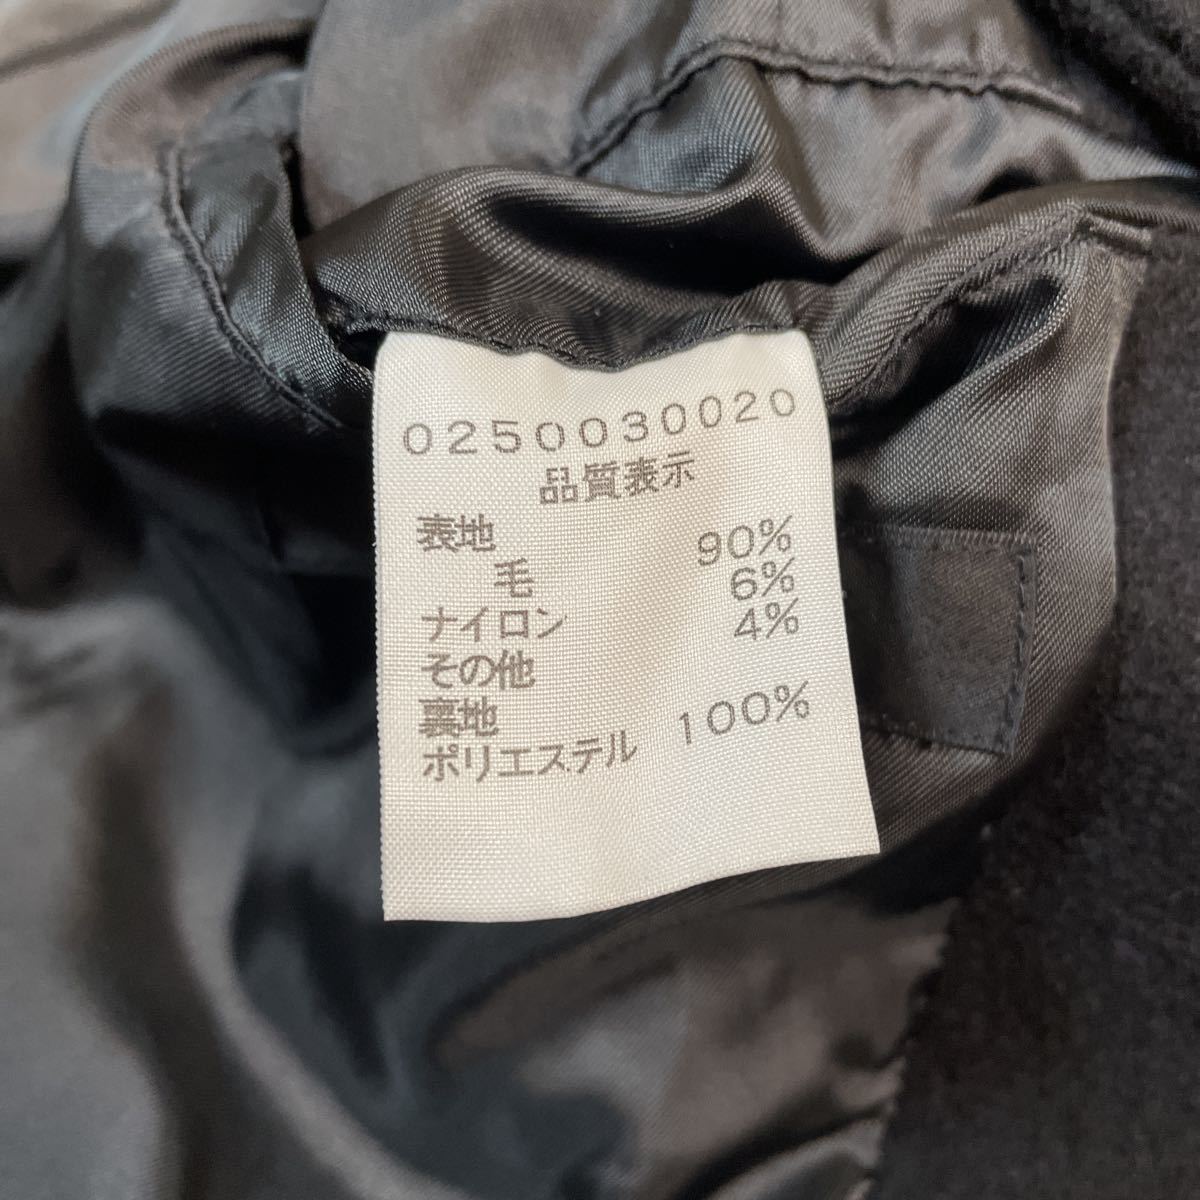 0250030020
品質表示
表地
毛 90%
ナイロン 6%
その他 4%
裏地
ポリエステル 100%